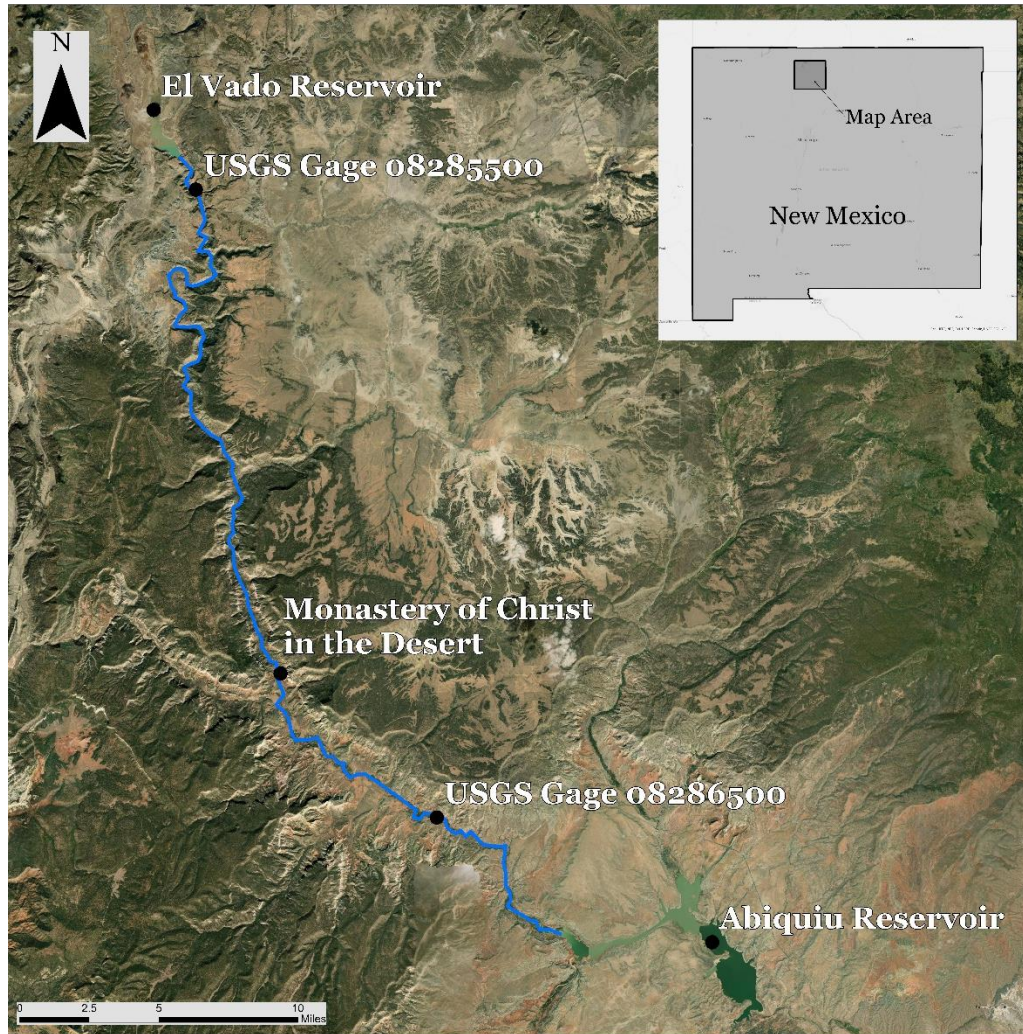 N
El Vado Reservoir
USGS Gage 08285500
Map Area
New Mexico
Monastery of Christ
in the Desert
USGS Gage 08286500
Abiquiu Reservoir
0 2.5 5 10
Miles